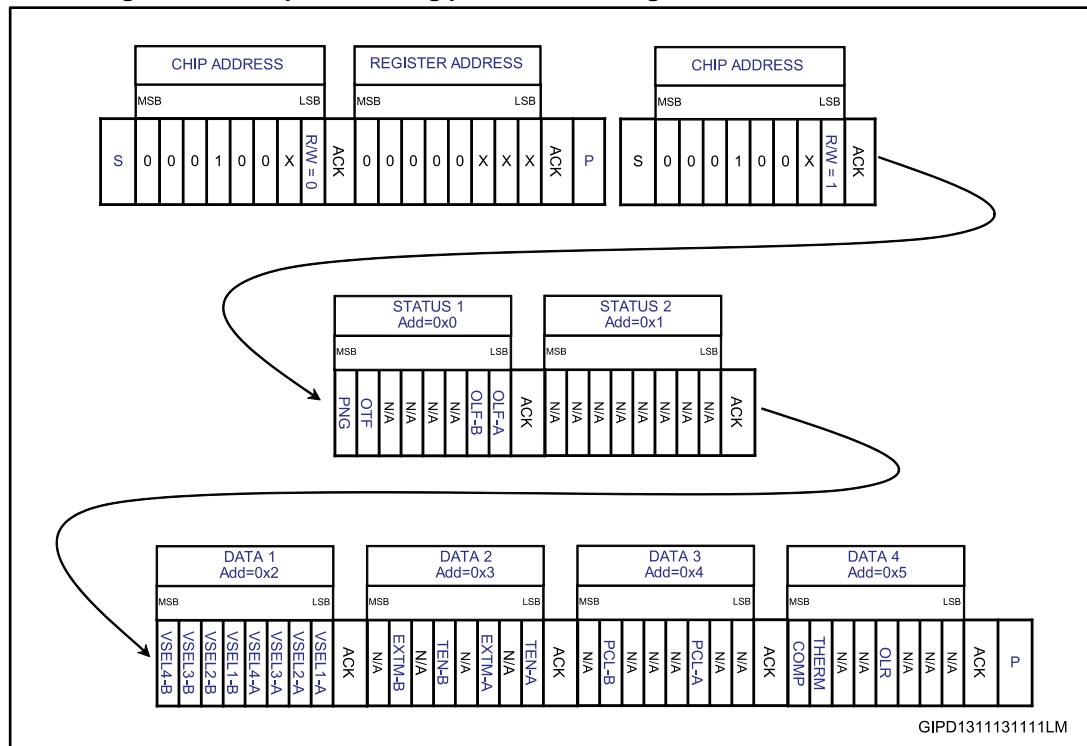 CHIP ADDRESS REGISTER ADDRESS CHIP ADDRESS
MSB LSB MSB LSB MSB LSB
S 0 0 0 1 0 0 X R/W = 0 ACK 0 0 0 0 0 X X X ACK P S 0 0 0 1 0 0 X R/W = 1 ACK
STATUS 1 STATUS 2
Add=0x0 Add=0x1
MSB LSB MSB LSB
PNG OTF N/A N/A N/A N/A OLF-B OLF-A ACK N/A N/A N/A N/A N/A N/A N/A N/A ACK
DATA 1 DATA 2 DATA 3 DATA 4
Add=0x2 Add=0x3 Add=0x4 Add=0x5
MSB LSB MSB LSB MSB LSB MSB LSB
VSEL4-B VSEL3-B VSEL2-B VSEL1-B VSEL4-A VSEL3-A VSEL2-A VSEL1-A ACK N/A EXTM-B N/A TEN-B N/A EXTM-A N/A TEN-A ACK N/A PCL-B N/A N/A N/A PCL-A N/A N/A ACK COMP THERM N/A N/A OLR N/A N/A N/A ACK P
GIPD1311131111LM